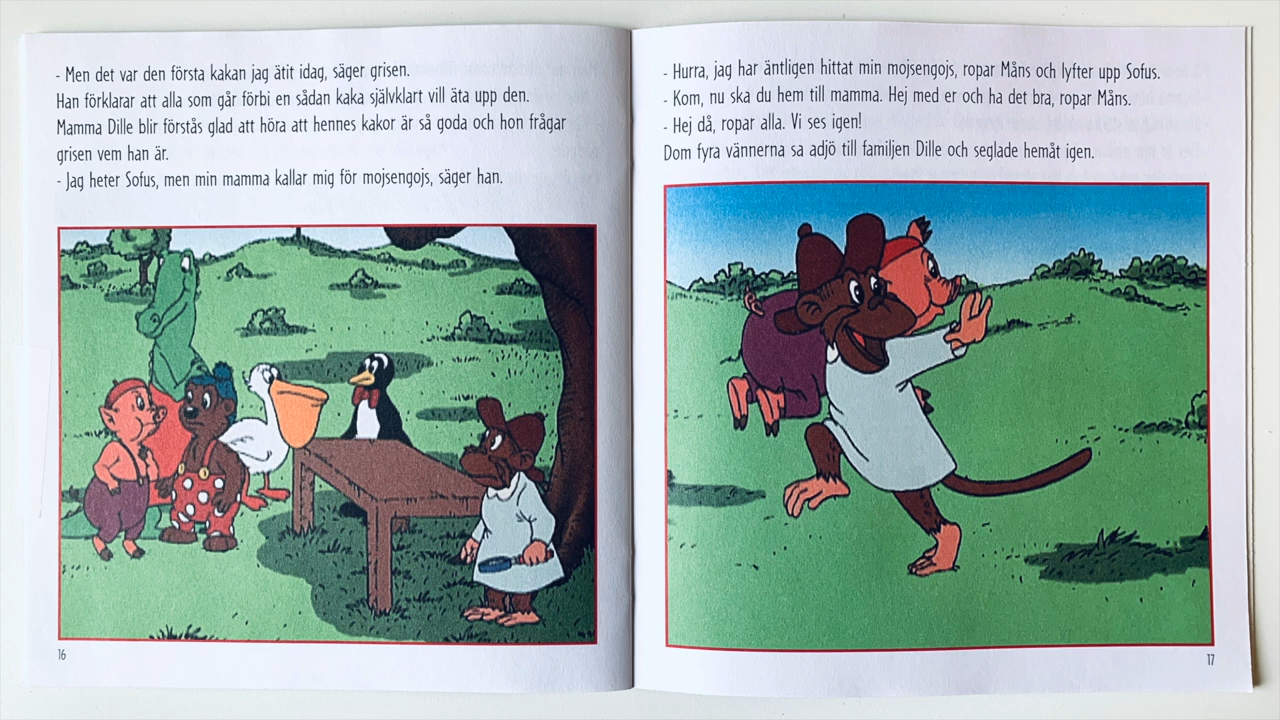 - Men det var den första kakan jag ätit idag, säger grisen.
Han förklarar att alla som går förbi en sådan kaka självklart vill äta upp den.
Mamma Dille blir förstås glad att höra att hennes kakor är så goda och hon frågar
grisen vem han är.
- Jag heter Sofus, men min mamma kallar mig för mojsengojs, säger han.
16
- Hurra, jag har äntligen hittat min mojsengojs, ropar Måns och lyfter upp Sofus.
- Kom, nu ska du hem till mamma. Hej med er och ha det bra, ropar Måns.
- Hej då, ropar alla. Vi ses igen!
Dom fyra vännerna sa adjö till familjen Dille och seglade hemåt igen.
17